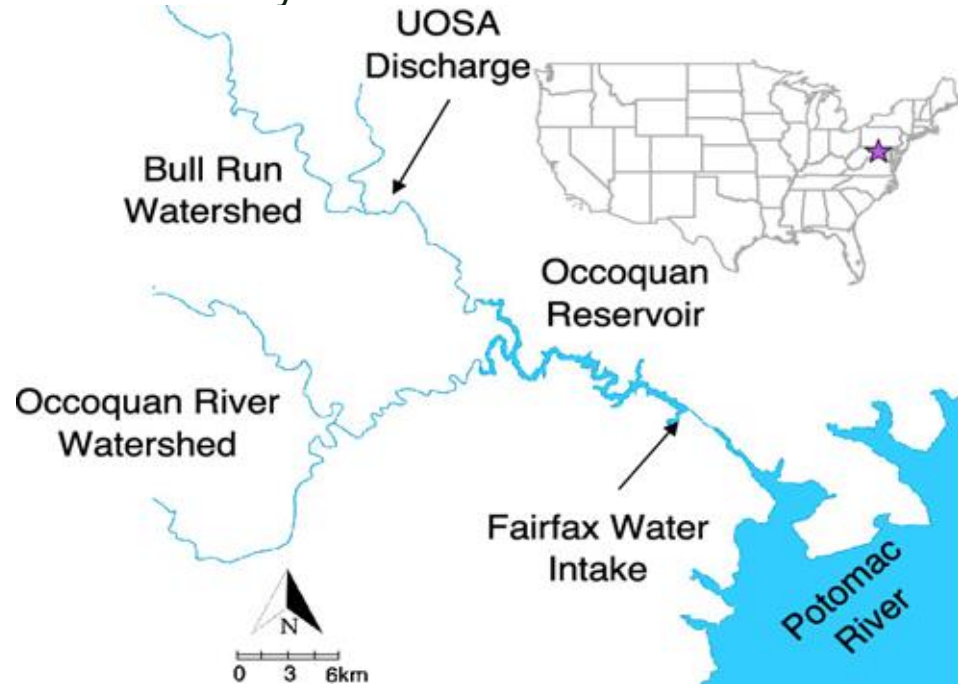 UOSA
Discharge
Bull Run
Watershed
Occoquan
Reservoir
Occoquan River
Watershed
Fairfax Water
Intake
Potomac
River
N
0 3 6km